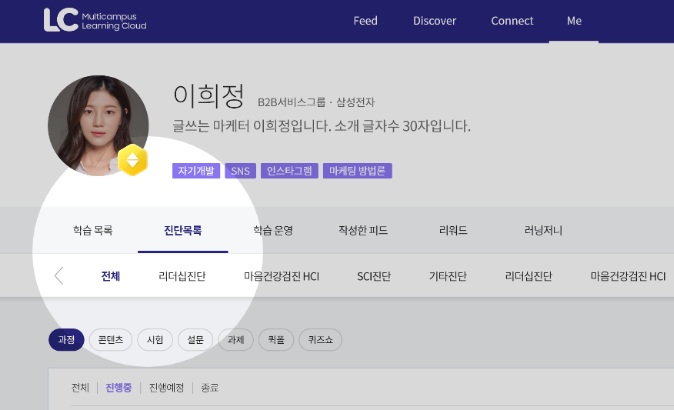 LC Multicampus Learning Cloud
Feed Discover Connect Me
이희정 B2B서비스그룹 · 삼성전자
글쓰는 마케터 이희정입니다. 소개 글자수 30자입니다.
자기개발 SNS 인스타그램 마케팅 방법론
학습 목록 진단목록 학습 운영 작성한 피드 리워드 러닝저니
전체 리더십진단 마음건강검진 HCI SCI진단 기타진단 리더십진단 마음건강검진 HCI
과정 콘텐츠 시험 설문 과제 퀵폼 퀴즈쇼
전체 진행중 진행예정 종료